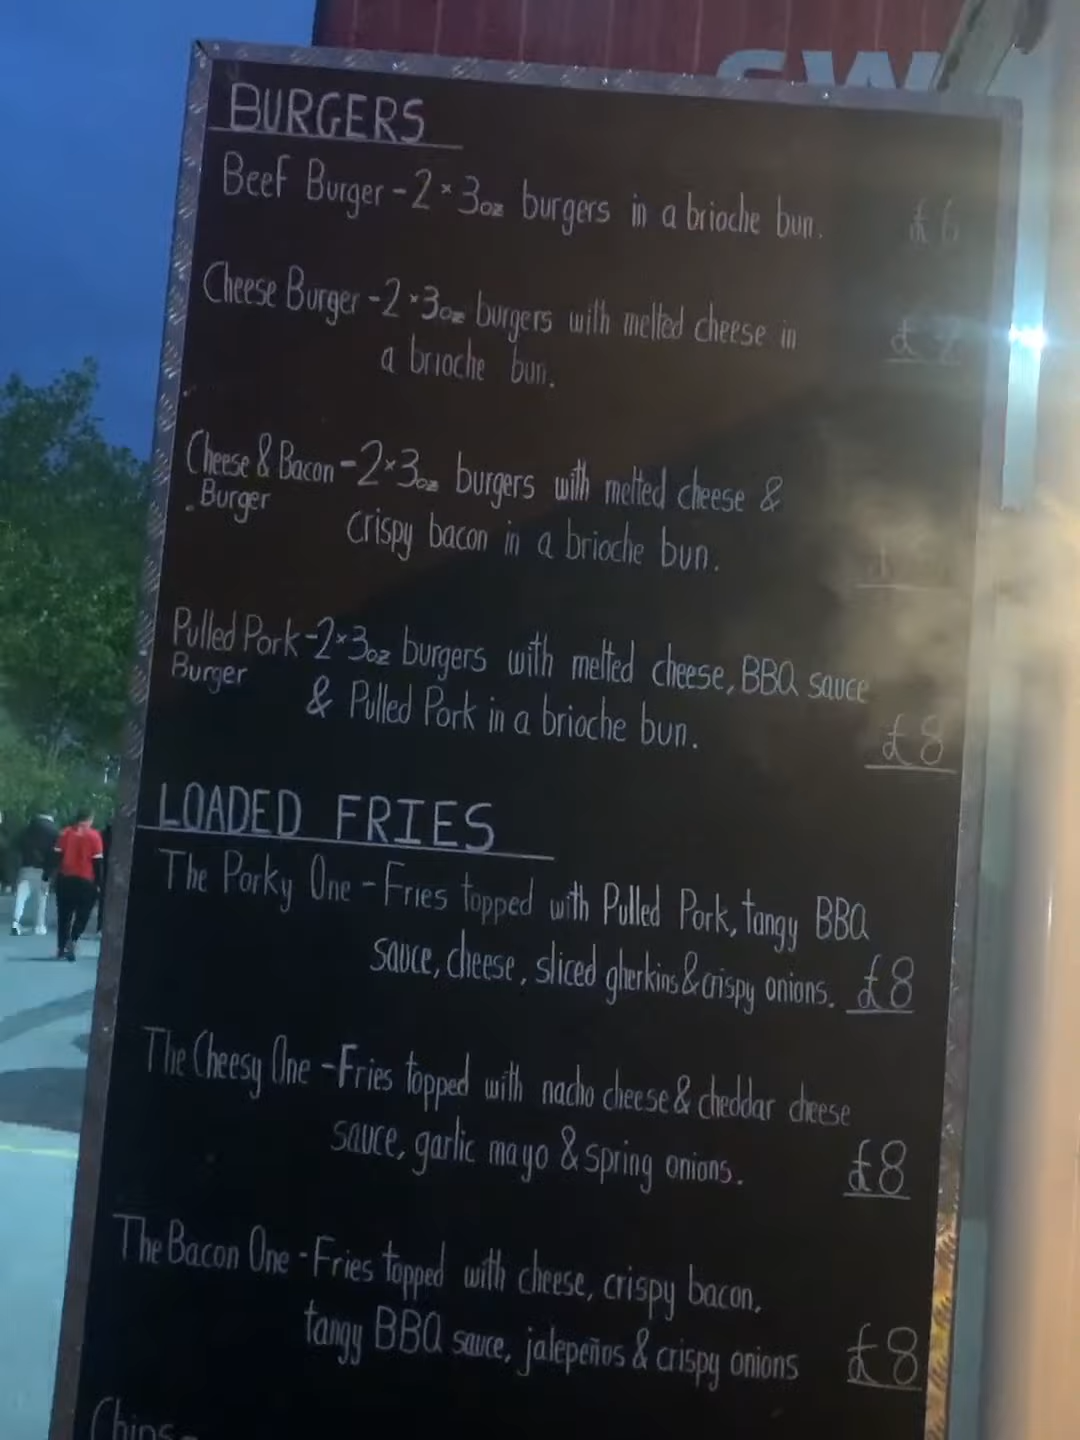 SW
BURGERS
Beef Burger - 2 × 3oz burgers in a brioche bun. £6
Cheese Burger - 2 × 3oz burgers with melted cheese in
a brioche bun. £
Cheese & Bacon - 2 × 3oz burgers with melted cheese &
Burger crispy bacon in a brioche bun.
Pulled Pork - 2 × 3oz burgers with melted cheese, BBQ sauce
Burger & Pulled Pork in a brioche bun. £8
LOADED FRIES
The Porky One - Fries topped with Pulled Pork, tangy BBQ
sauce, cheese, sliced gherkins & crispy onions. £8
The Cheesy One - Fries topped with nacho cheese & cheddar cheese
sauce, garlic mayo & spring onions. £8
The Bacon One - Fries topped with cheese, crispy bacon,
tangy BBQ sauce, jalepeños & crispy onions £8
Chips -